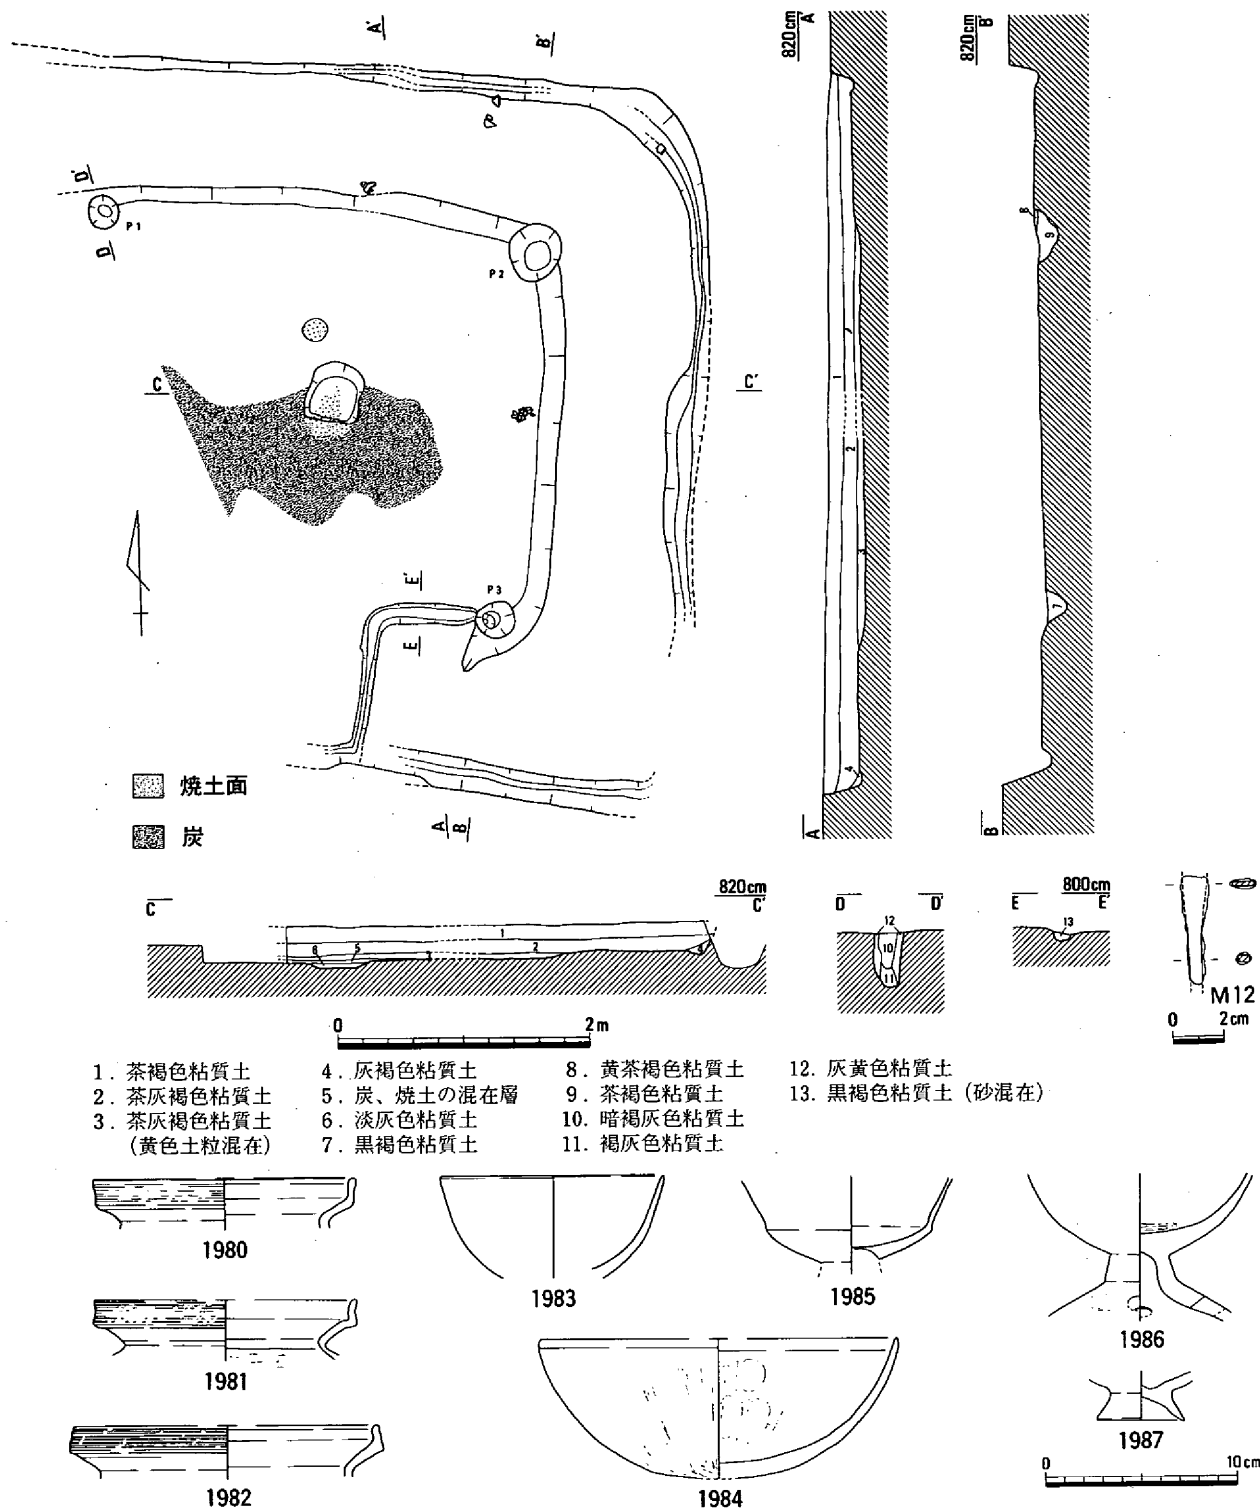 A'
B'
820cm
A'
820cm
B'
D'
P1
D
P2
8
9
C
C'
1
2
3
7
P3
E'
E
4
焼土面
炭
A
B
A
B
C
820cm
C'
6
5
1
2
3
4
D
D'
12
10
11
E
800cm
E'
13
M12
0 2m
0 2cm
1. 茶褐色粘質土
2. 茶灰褐色粘質土
3. 茶灰褐色粘質土
(黄色土粒混在)
4. 灰褐色粘質土
5. 炭、焼土の混在層
6. 淡灰色粘質土
7. 黒褐色粘質土
8. 黄茶褐色粘質土
9. 茶褐色粘質土
10. 暗褐灰色粘質土
11. 褐灰色粘質土
12. 灰黄色粘質土
13. 黒褐色粘質土 (砂混在)
1980
1983
1985
1986
1981
1987
1982
1984
0 10cm